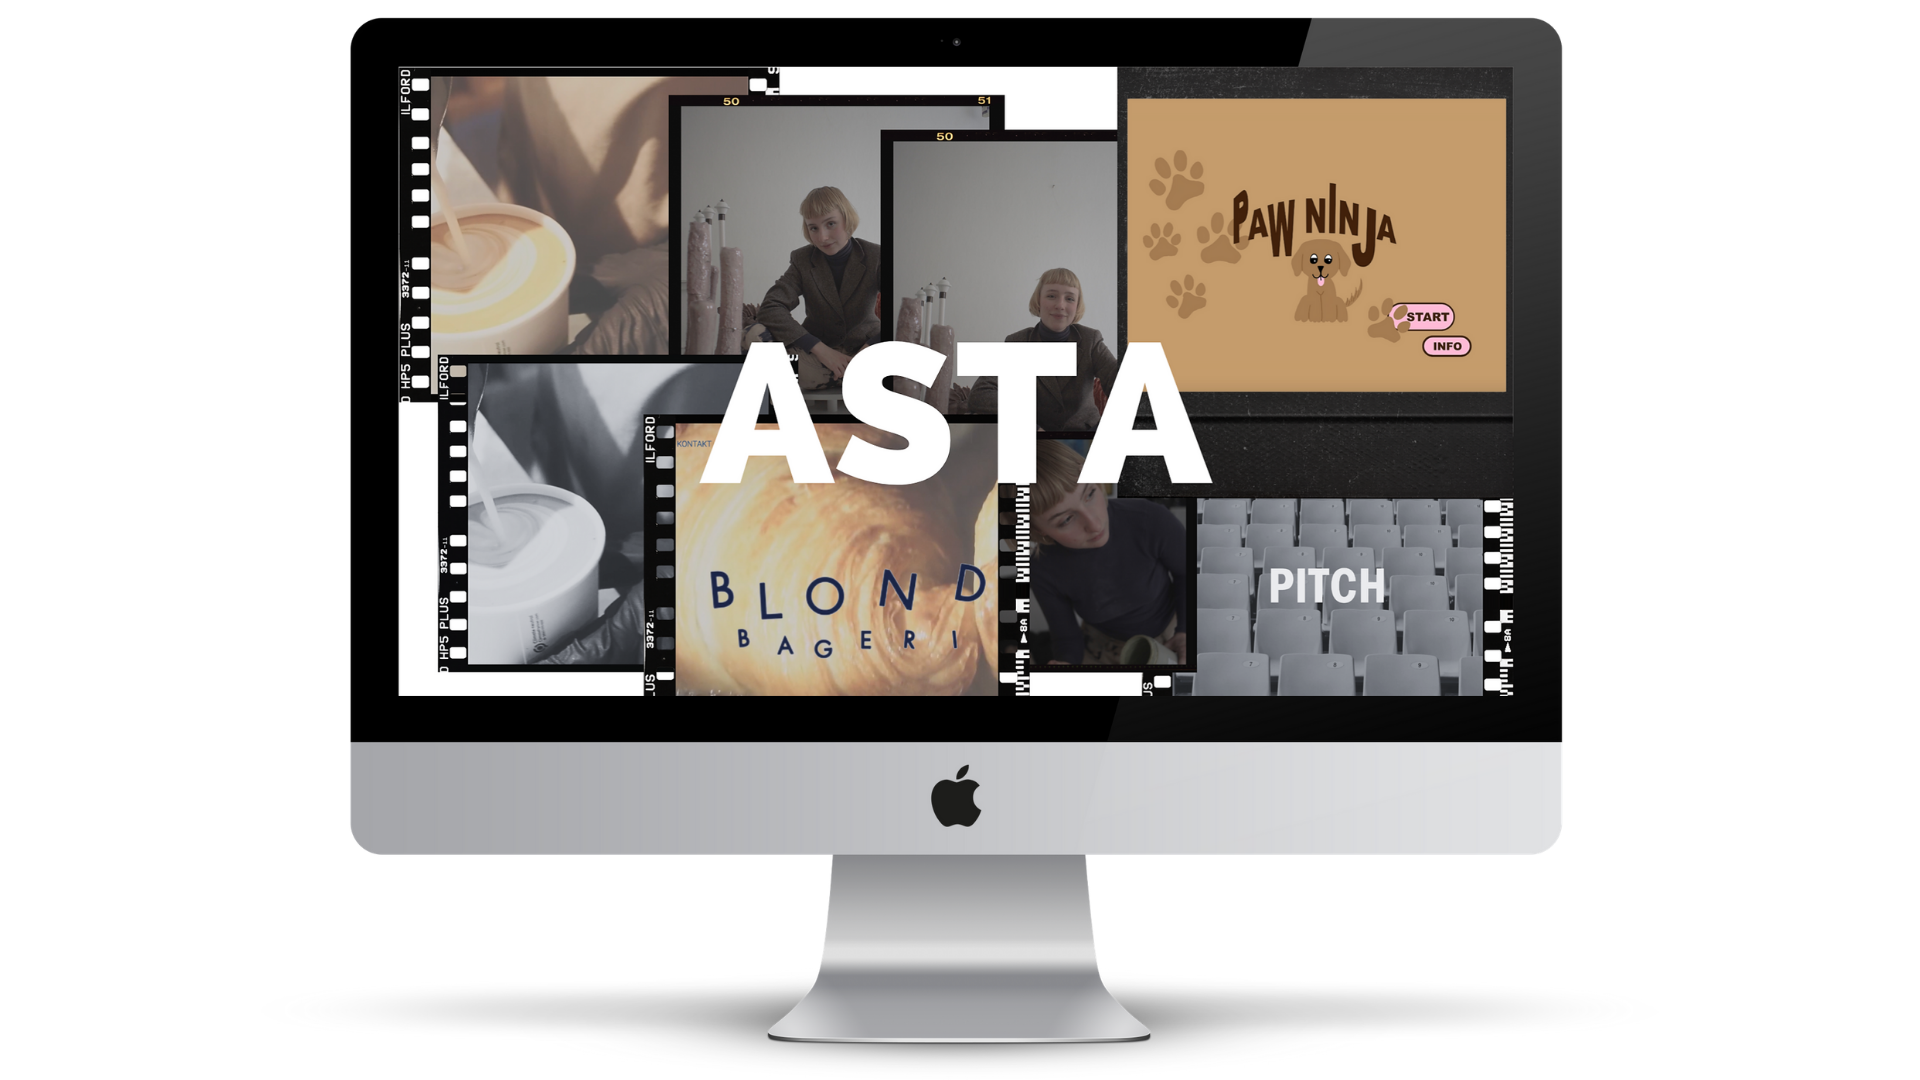 ILFORD
3372-11
O HP5 PLUS
50
51
50
PAW NINJA
START
INFO
ASTA
ILFORD
3372-11
O HP5 PLUS
ILFORD
KONTAKT
BLOND
BAGERI
3372-11
LUS
8A
PITCH
8A
US